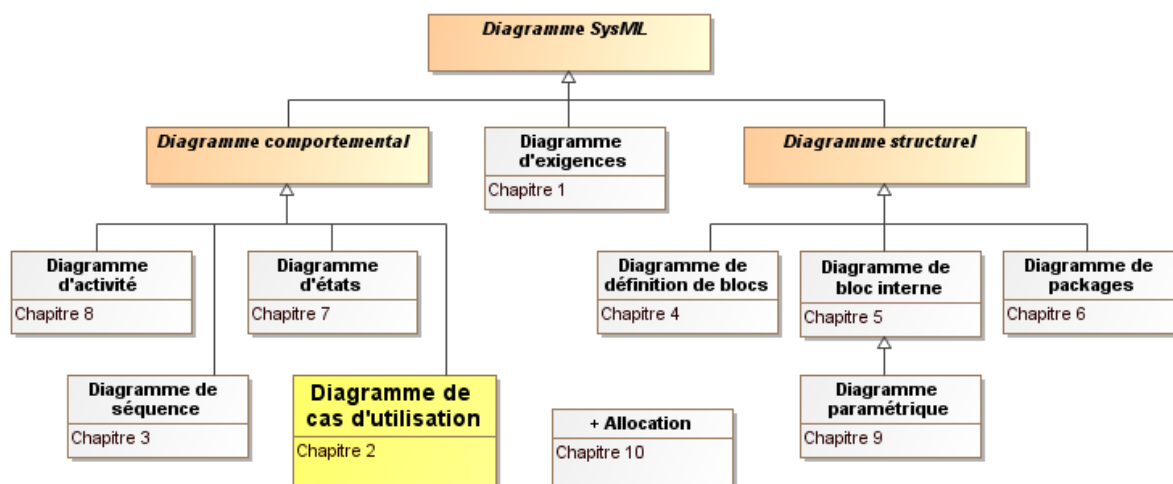 Diagramme SysML
Diagramme comportemental
Diagramme
d'exigences
Chapitre 1
Diagramme structurel
Diagramme
d'activité
Chapitre 8
Diagramme
d'états
Chapitre 7
Diagramme de
définition de blocs
Chapitre 4
Diagramme de
bloc interne
Chapitre 5
Diagramme de
packages
Chapitre 6
Diagramme de
séquence
Chapitre 3
Diagramme de
cas d'utilisation
Chapitre 2
+ Allocation
Chapitre 10
Diagramme
paramétrique
Chapitre 9